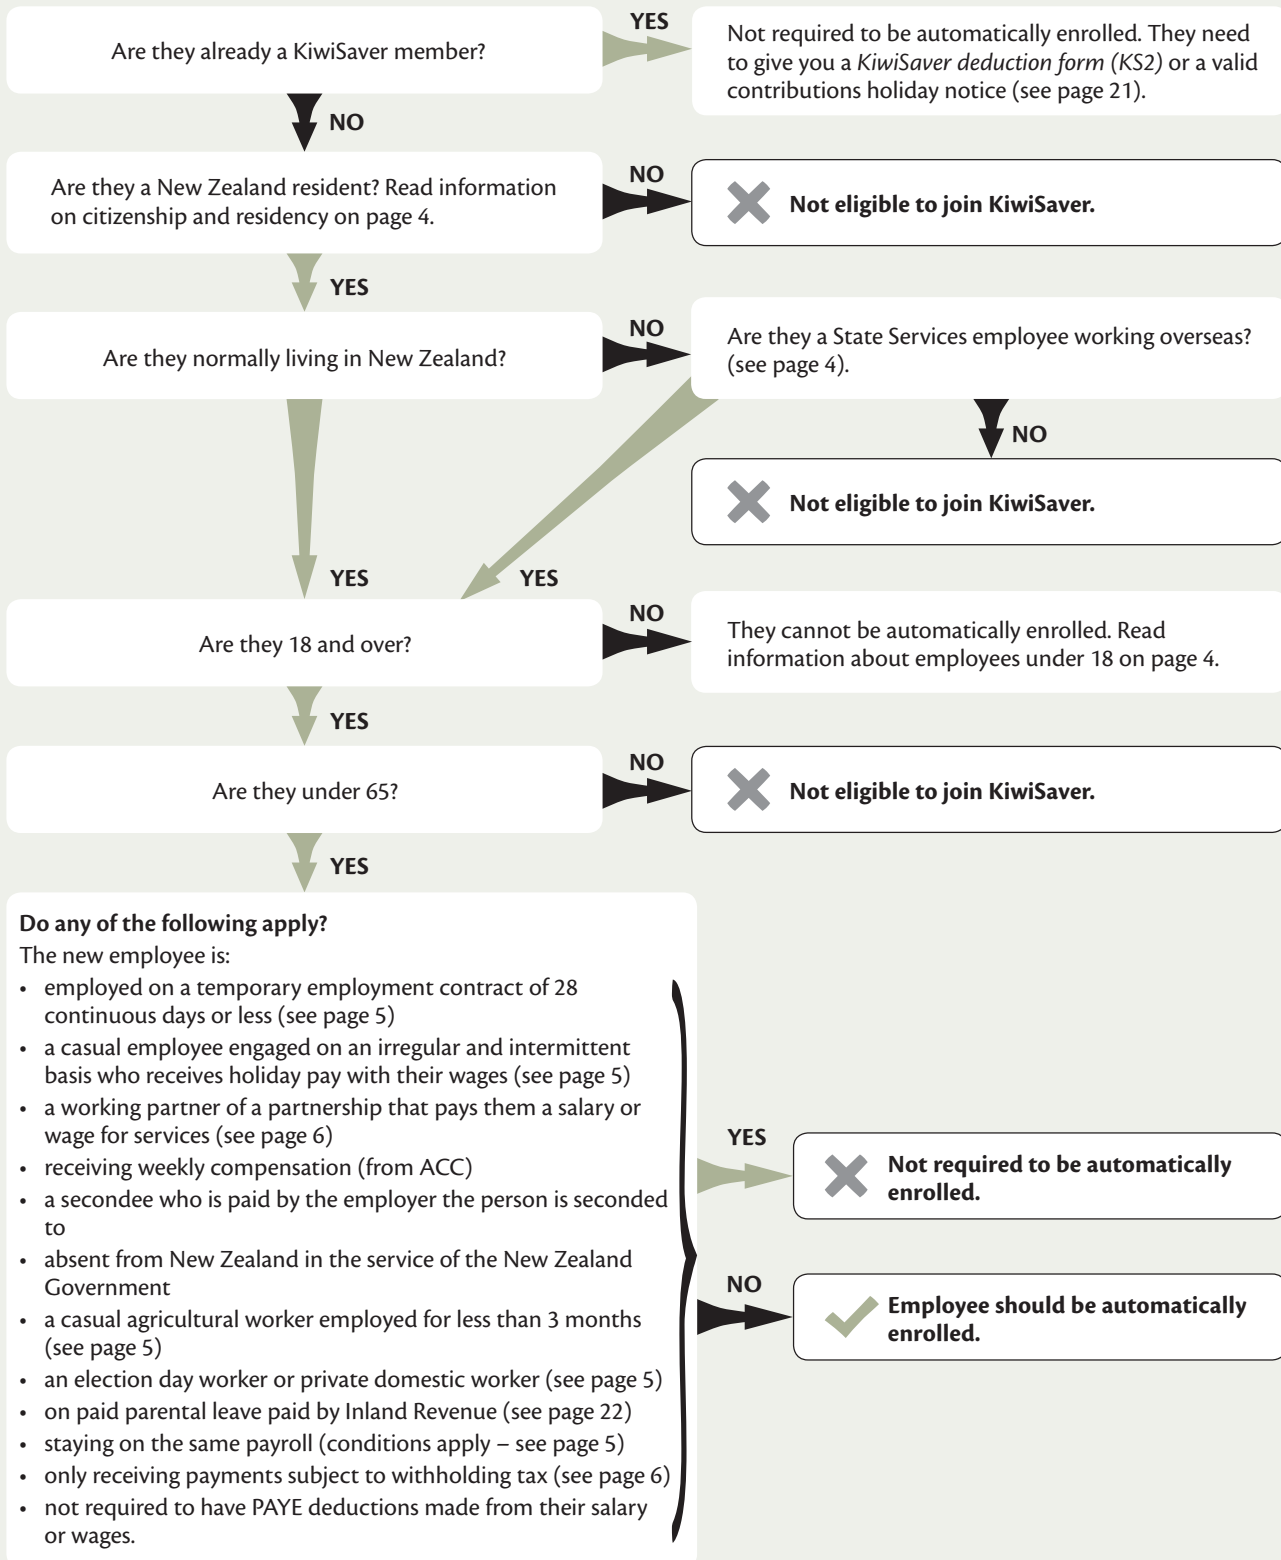 Are they already a KiwiSaver member?
YES
Not required to be automatically enrolled. They need
to give you a KiwiSaver deduction form (KS2) or a valid
contributions holiday notice (see page 21).
NO
Are they a New Zealand resident? Read information
on citizenship and residency on page 4.
NO
Not eligible to join KiwiSaver.
YES
Are they normally living in New Zealand?
NO
Are they a State Services employee working overseas?
(see page 4).
NO
Not eligible to join KiwiSaver.
YES
YES
Are they 18 and over?
NO
They cannot be automatically enrolled. Read
information about employees under 18 on page 4.
YES
Are they under 65?
NO
Not eligible to join KiwiSaver.
YES
Do any of the following apply?
The new employee is:
• employed on a temporary employment contract of 28
continuous days or less (see page 5)
• a casual employee engaged on an irregular and intermittent
basis who receives holiday pay with their wages (see page 5)
• a working partner of a partnership that pays them a salary or
wage for services (see page 6)
• receiving weekly compensation (from ACC)
• a secondee who is paid by the employer the person is seconded
to
• absent from New Zealand in the service of the New Zealand
Government
• a casual agricultural worker employed for less than 3 months
(see page 5)
• an election day worker or private domestic worker (see page 5)
• on paid parental leave paid by Inland Revenue (see page 22)
• staying on the same payroll (conditions apply – see page 5)
• only receiving payments subject to withholding tax (see page 6)
• not required to have PAYE deductions made from their salary
or wages.
YES
Not required to be automatically
enrolled.
NO
Employee should be automatically
enrolled.